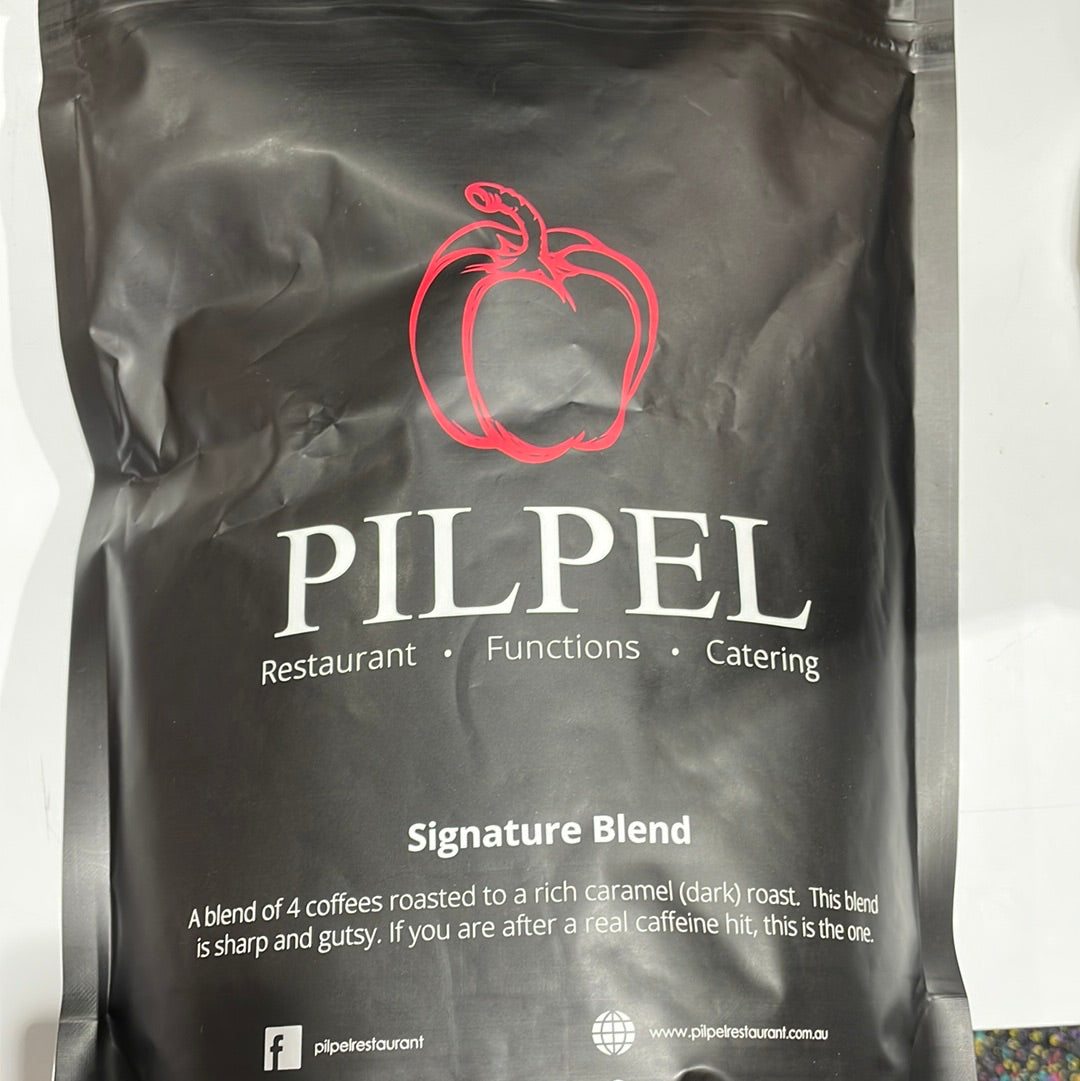 PILPEL
Restaurant • Functions • Catering
Signature Blend
A blend of 4 coffees roasted to a rich caramel (dark) roast. This blend
is sharp and gutsy. If you are after a real caffeine hit, this is the one.
f pilpelrestaurant www.pilpelrestaurant.com.au